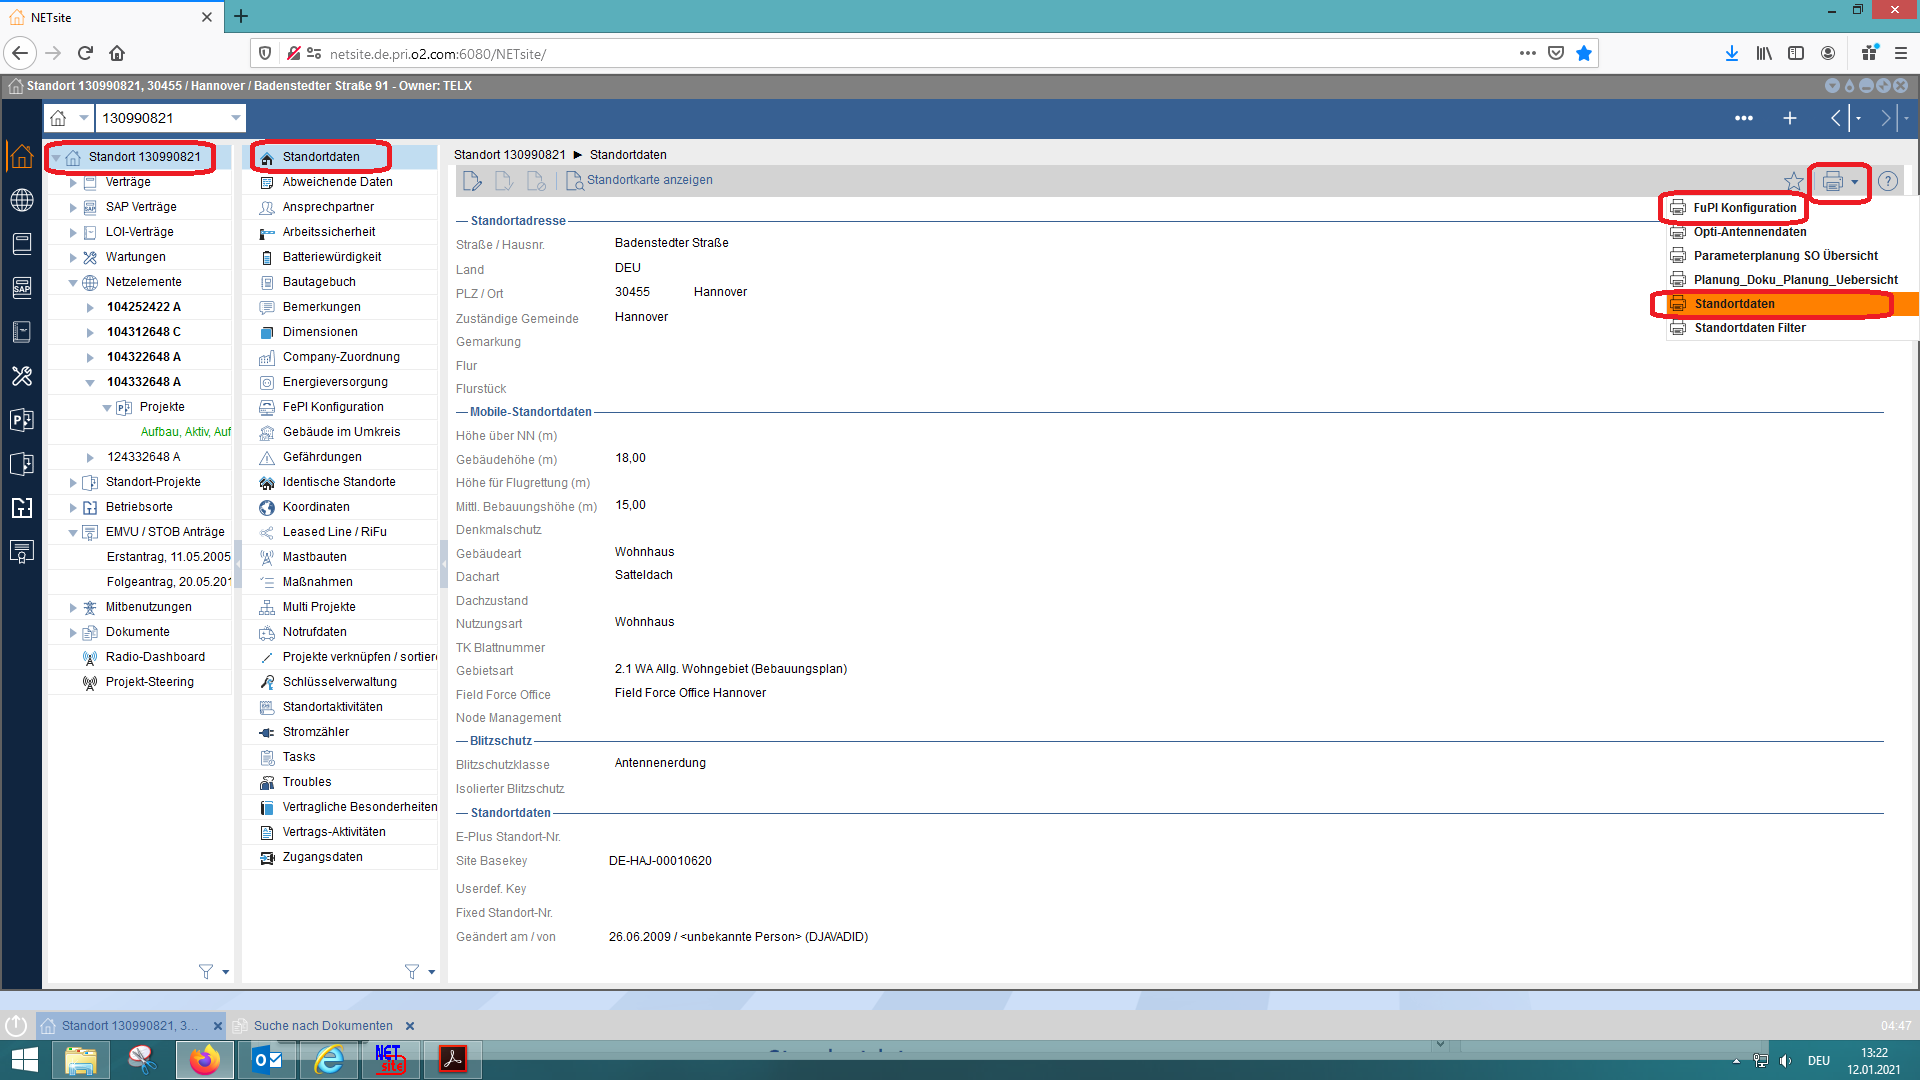 NETsite
netsite.de.pri.o2.com:6080/NETsite/
Standort 130990821, 30455 / Hannover / Badenstedter Straße 91 - Owner: TELX
130990821
Standort 130990821
Verträge
SAP Verträge
LOI-Verträge
Wartungen
Netzelemente
104252422 A
104312648 C
104322648 A
104332648 A
Projekte
Aufbau, Aktiv, Auf
124332648 A
Standort-Projekte
Betriebsorte
EMVU / STOB Anträge
Erstantrag, 11.05.2005
Folgeantrag, 20.05.201
Mitbenutzungen
Dokumente
Radio-Dashboard
Projekt-Steering
Standortdaten
Abweichende Daten
Ansprechpartner
Arbeitssicherheit
Batteriewürdigkeit
Bautagebuch
Bemerkungen
Dimensionen
Company-Zuordnung
Energieversorgung
FePl Konfiguration
Gebäude im Umkreis
Gefährdungen
Identische Standorte
Koordinaten
Leased Line / RiFu
Mastbauten
Maßnahmen
Multi Projekte
Notrufdaten
Projekte verknüpfen / sortieren
Schlüsselverwaltung
Standortaktivitäten
Stromzähler
Tasks
Troubles
Vertragliche Besonderheiten
Vertrags-Aktivitäten
Zugangsdaten
Standort 130990821 ► Standortdaten
Standortkarte anzeigen
FuPl Konfiguration
Opti-Antennendaten
Parameterplanung SO Übersicht
Planung_Doku_Planung_Uebersicht
Standortdaten
Standortdaten Filter
Standortadresse
Straße / Hausnr. Badenstedter Straße
Land DEU
PLZ / Ort 30455 Hannover
Zuständige Gemeinde Hannover
Gemarkung
Flur
Flurstück
Mobile-Standortdaten
Höhe über NN (m)
Gebäudehöhe (m) 18,00
Höhe für Flugrettung (m)
Mittl. Bebauungshöhe (m) 15,00
Denkmalschutz
Gebäudeart Wohnhaus
Dachart Satteldach
Dachzustand
Nutzungsart Wohnhaus
TK Blattnummer
Gebietsart 2.1 WA Allg. Wohngebiet (Bebauungsplan)
Field Force Office Field Force Office Hannover
Node Management
Blitzschutz
Blitzschutzklasse Antennenerdung
Isolierter Blitzschutz
Standortdaten
E-Plus Standort-Nr.
Site Basekey DE-HAJ-00010620
Userdef. Key
Fixed Standort-Nr.
Geändert am / von 26.06.2009 / <unbekannte Person> (DJAVADID)
Standort 130990821, 3...
Suche nach Dokumenten
04:47
NET
site
DEU
13:22
12.01.2021